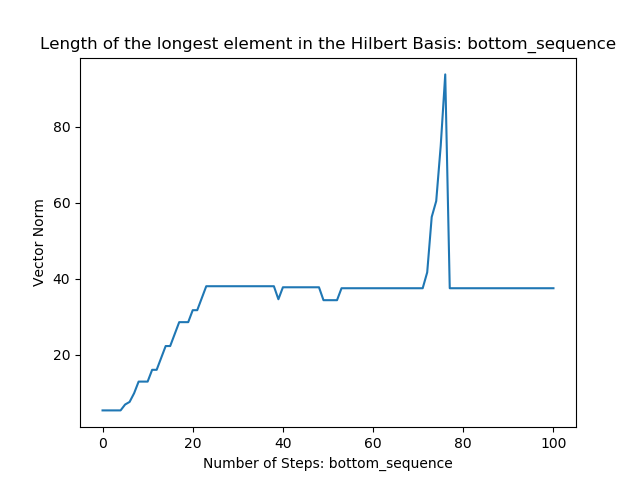 Length of the longest element in the Hilbert Basis: bottom_sequence
Vector Norm
80
60
40
20
0 20 40 60 80 100
Number of Steps: bottom_sequence